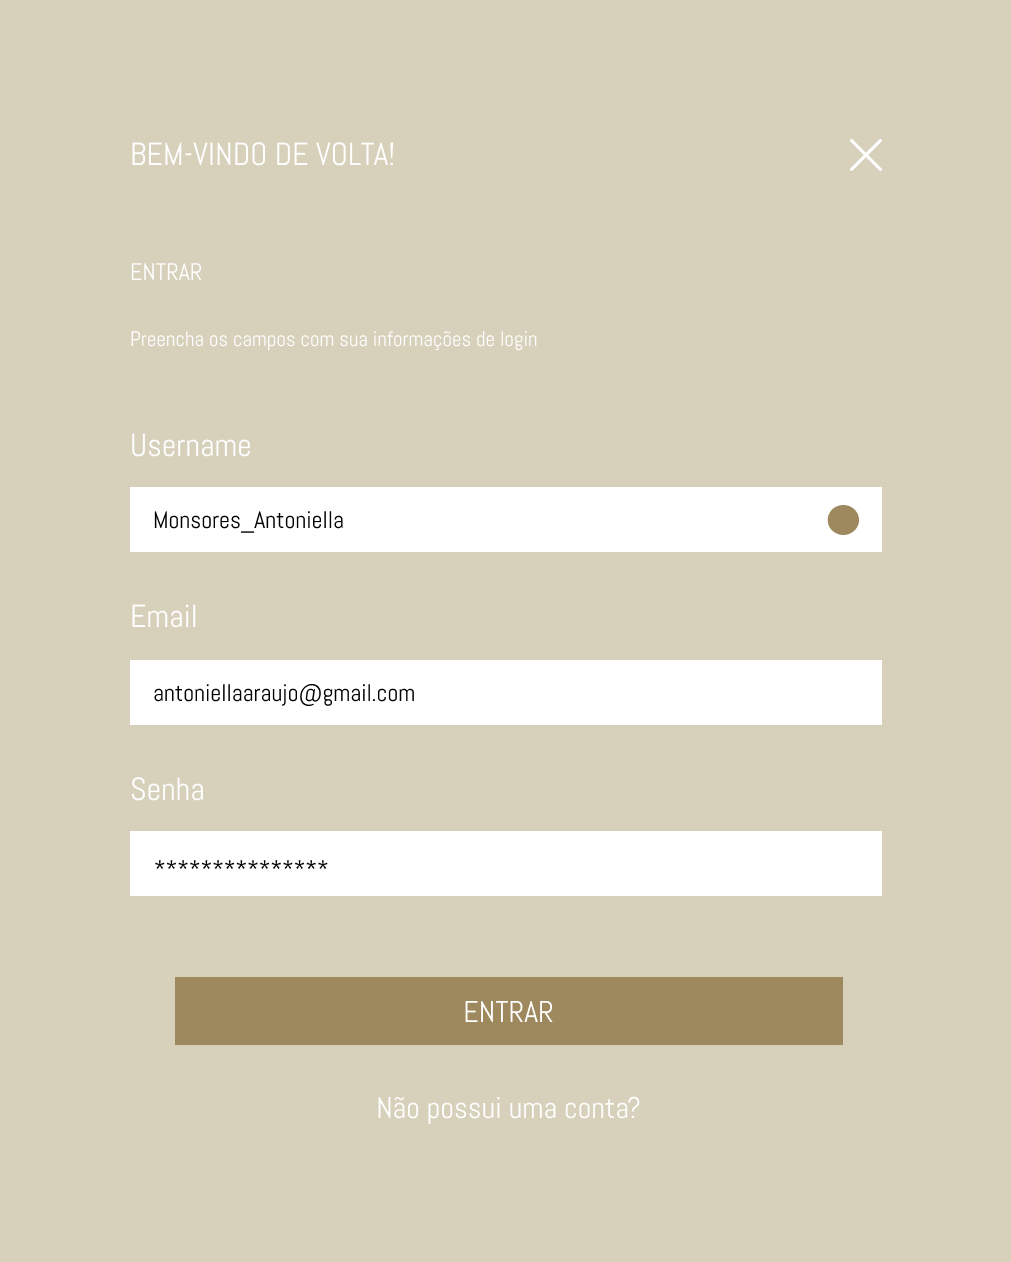 BEM-VINDO DE VOLTA!
ENTRAR
Preencha os campos com sua informações de login
Username
Monsores_Antoniella
Email
antoniellaaraujo@gmail.com
Senha
***************
ENTRAR
Não possui uma conta?